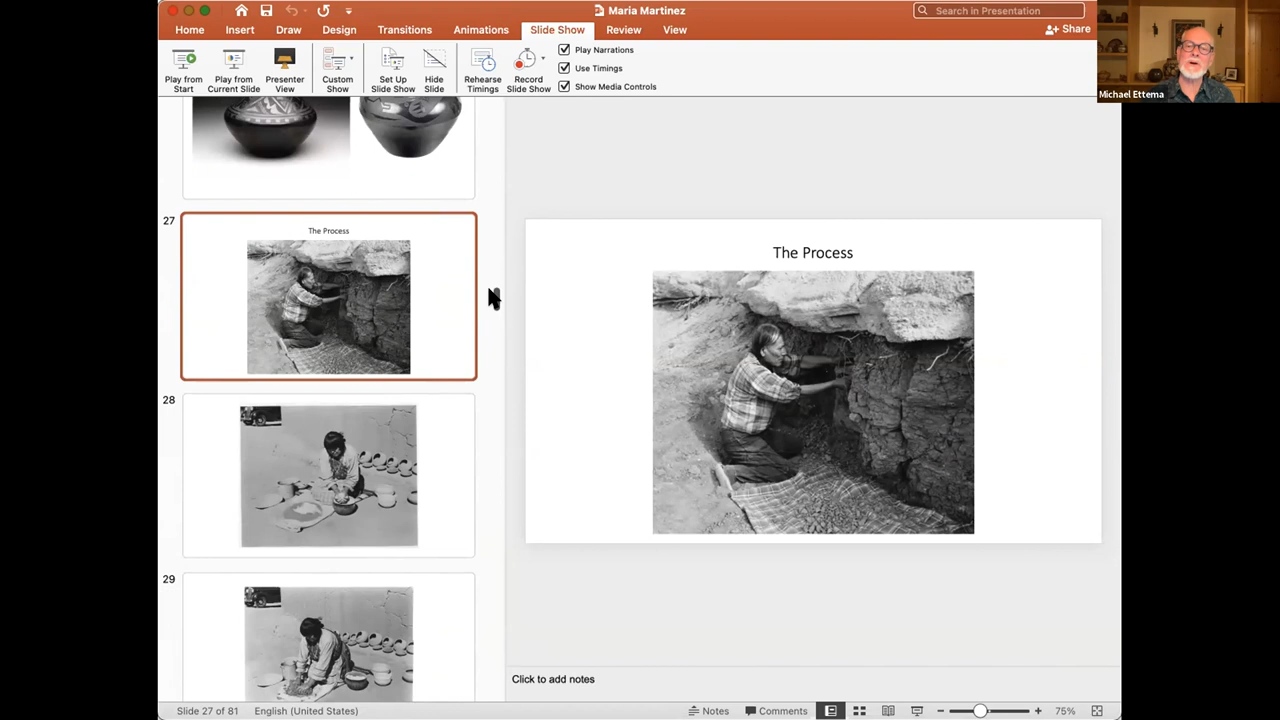 Maria Martinez
Search in Presentation
Home Insert Draw Design Transitions Animations Slide Show Review View
Share
Play from Start
Play from Current Slide
Presenter View
Custom Show
Set Up Slide Show
Hide Slide
Rehearse Timings
Record Slide Show
Play Narrations
Use Timings
Show Media Controls
Michael Ettema
27
The Process
28
29
The Process
Click to add notes
Slide 27 of 81 English (United States) Notes Comments 75%